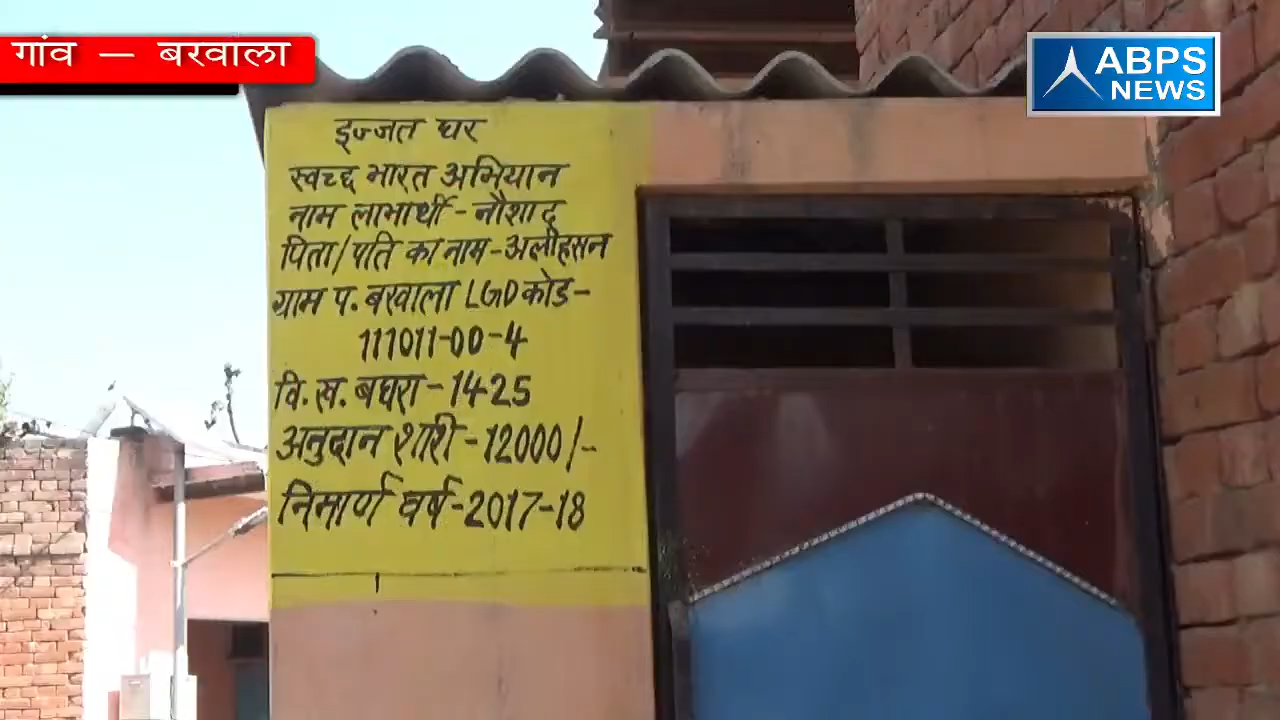 गांव – बरवाला
ABPS
NEWS
इज्जत घर
स्वच्छ भारत अभियान
नाम लाभार्थी - नौशाद
पिता/पति का नाम - अलीहसन
ग्राम प. बरवाला LGD कोड -
111011-00-4
वि. ख. बघरा - 1425
अनुदान राशि - 12000/-
निमार्ण वर्ष - 2017-18